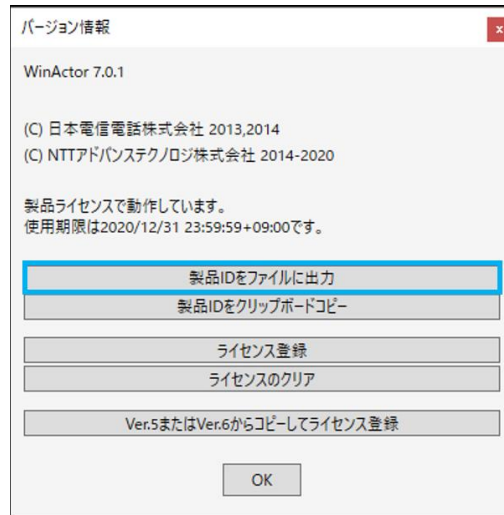 バージョン情報
x
WinActor 7.0.1
(C) 日本電信電話株式会社 2013,2014
(C) NTTアドバンステクノロジ株式会社 2014-2020
製品ライセンスで動作しています。
使用期限は2020/12/31 23:59:59+09:00です。
製品IDをファイルに出力
製品IDをクリップボードコピー
ライセンス登録
ライセンスのクリア
Ver.5またはVer.6からコピーしてライセンス登録
OK